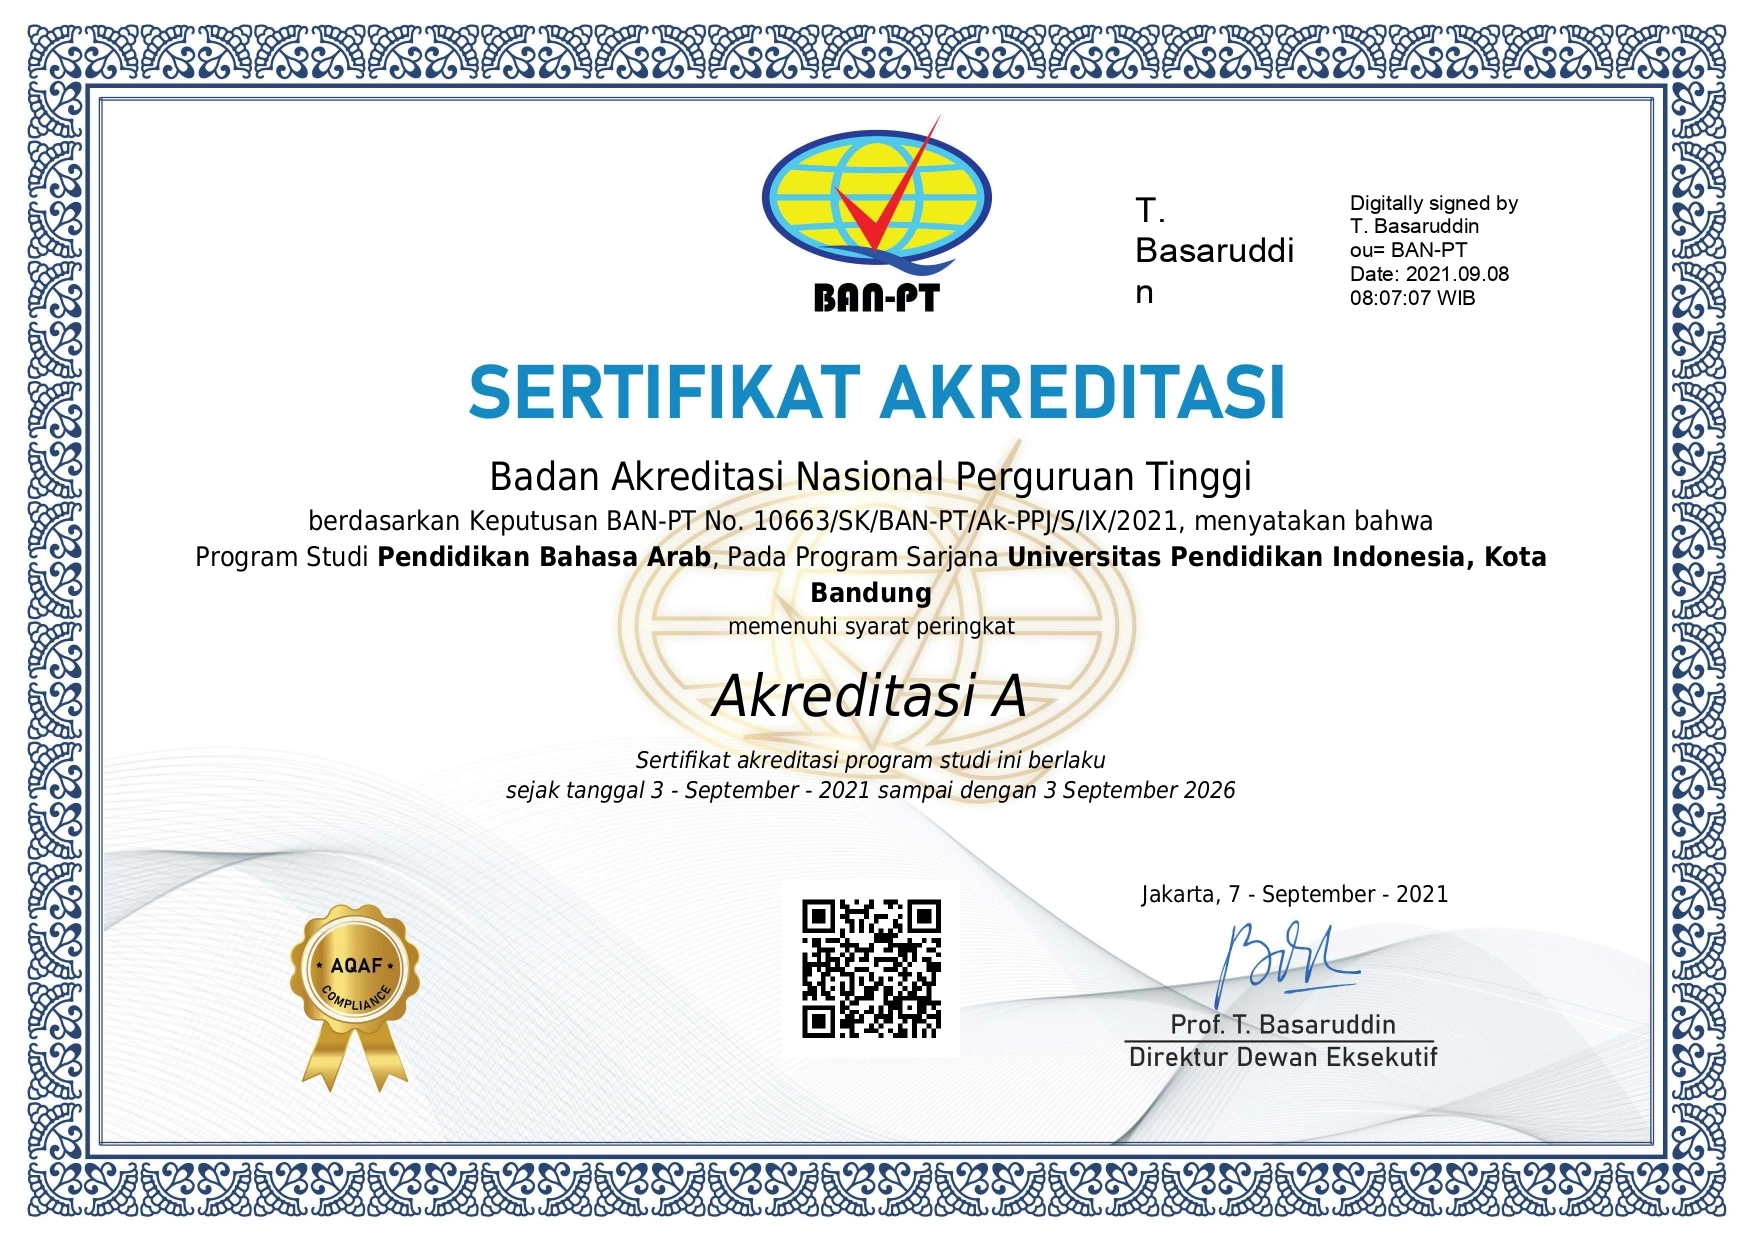 BAN-PT
T.
Basaruddi
n
Digitally signed by
T. Basaruddin
ou= BAN-PT
Date: 2021.09.08
08:07:07 WIB
SERTIFIKAT AKREDITASI
Badan Akreditasi Nasional Perguruan Tinggi
berdasarkan Keputusan BAN-PT No. 10663/SK/BAN-PT/Ak-PPJ/S/IX/2021, menyatakan bahwa
Program Studi Pendidikan Bahasa Arab, Pada Program Sarjana Universitas Pendidikan Indonesia, Kota
Bandung
memenuhi syarat peringkat
Akreditasi A
Sertifikat akreditasi program studi ini berlaku
sejak tanggal 3 - September - 2021 sampai dengan 3 September 2026
AQAF
COMPLIANCE
Jakarta, 7 - September - 2021
Prof. T. Basaruddin
Direktur Dewan Eksekutif